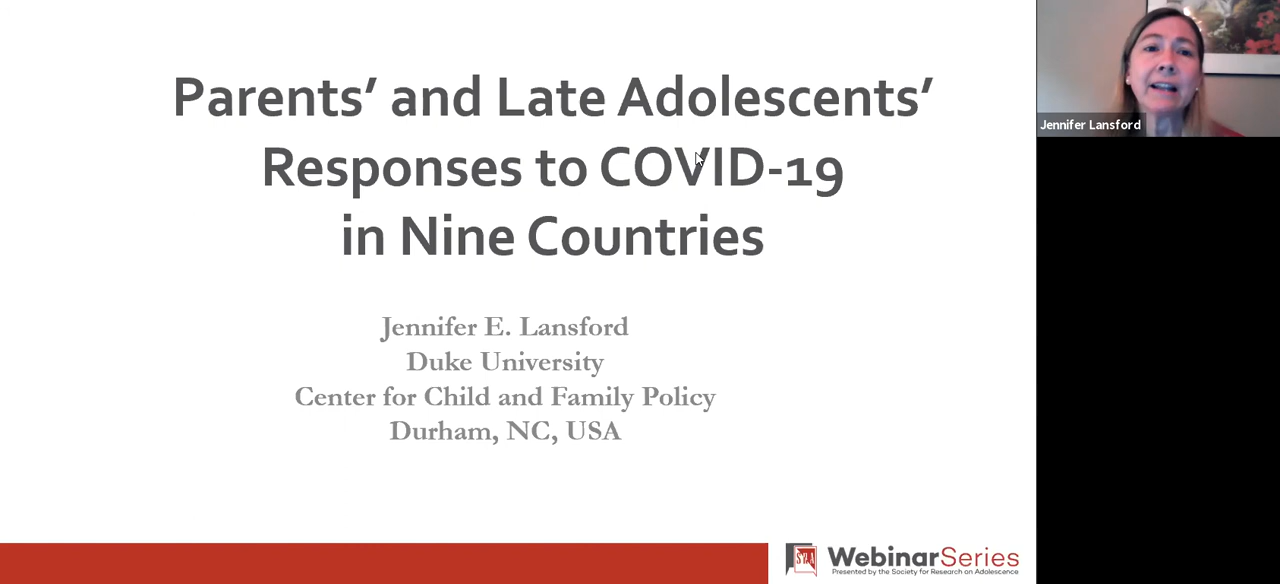 Parents’ and Late Adolescents’
Responses to COVID-19
in Nine Countries
Jennifer E. Lansford
Duke University
Center for Child and Family Policy
Durham, NC, USA
WebinarSeries
Presented by the Society for Research on Adolescence
Jennifer Lansford